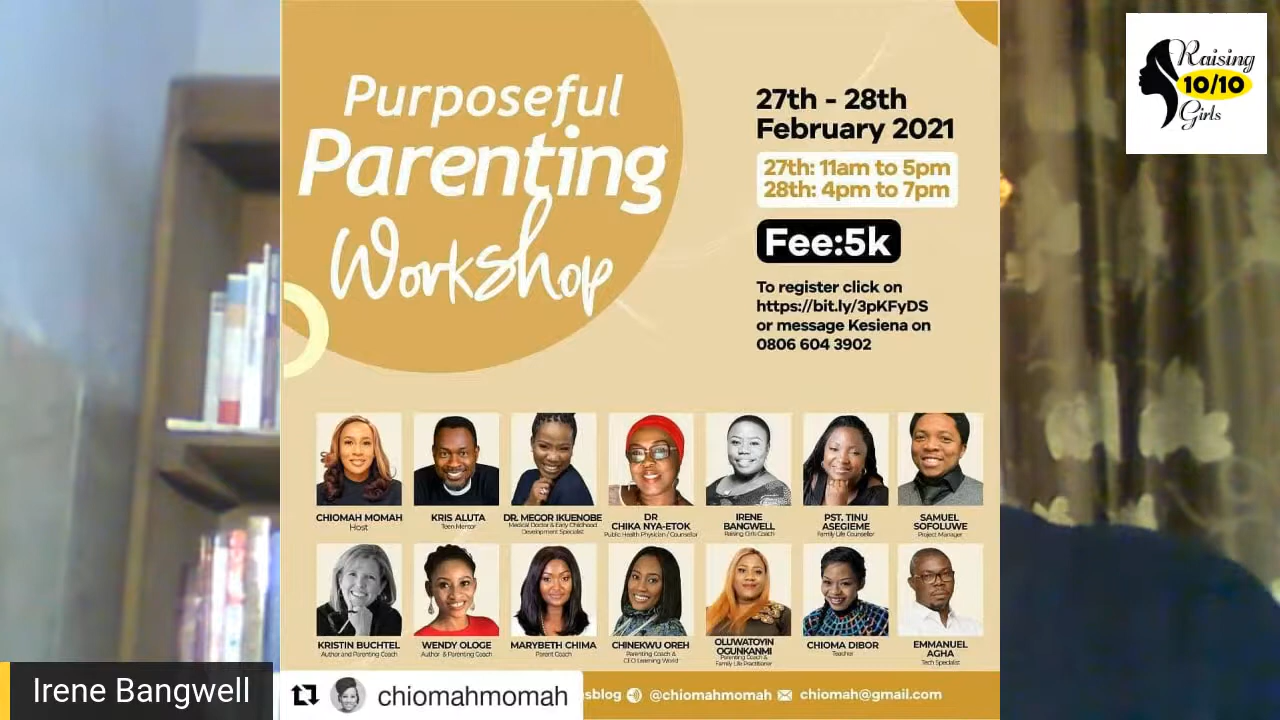 Purposeful
Parenting
Workshop
27th - 28th
February 2021
27th: 11am to 5pm
28th: 4pm to 7pm
Fee:5k
To register click on
https://bit.ly/3pKFyDS
or message Kesiena on
0806 604 3902
Raising
10/10
Girls
CHIOMAH MOMAH
Host
KRIS ALUTA
Teen Mentor
DR. MEGOR IKUENOBE
Medical Doctor & Early Childhood
Development Specialist
DR
CHIKA NYA-ETOK
Public Health Physician / Counsellor
IRENE
BANGWELL
Raising Girls Coach
PST. TINU
ASEGIEME
Family Life Counsellor
SAMUEL
SOFOLUWE
Project Manager
KRISTIN BUCHTEL
Author and Parenting Coach
WENDY OLOGE
Author & Parenting Coach
MARYBETH CHIMA
Parent Coach
CHINEKWU OREH
Parenting Coach &
CEO Learning World
OLUWATOYIN
OGUNKANMI
Parenting Coach &
Family Life Practitioner
CHIOMA DIBOR
Teacher
EMMANUEL
AGHA
Tech Specialist
Irene Bangwell
chiomahmomah
sblog @chiomahmomah chiomah@gmail.com